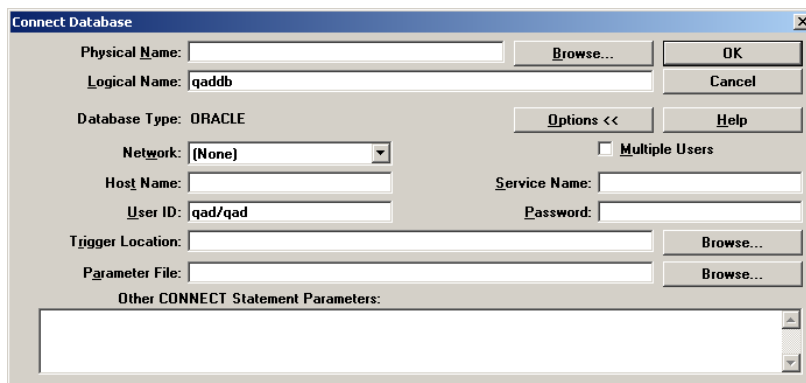 Connect Database
Physical Name: Browse... OK
Logical Name: qaddb Cancel
Database Type: ORACLE Options << Help
Network: (None) Multiple Users
Host Name: Service Name:
User ID: qad/qad Password:
Trigger Location: Browse...
Parameter File: Browse...
Other CONNECT Statement Parameters: